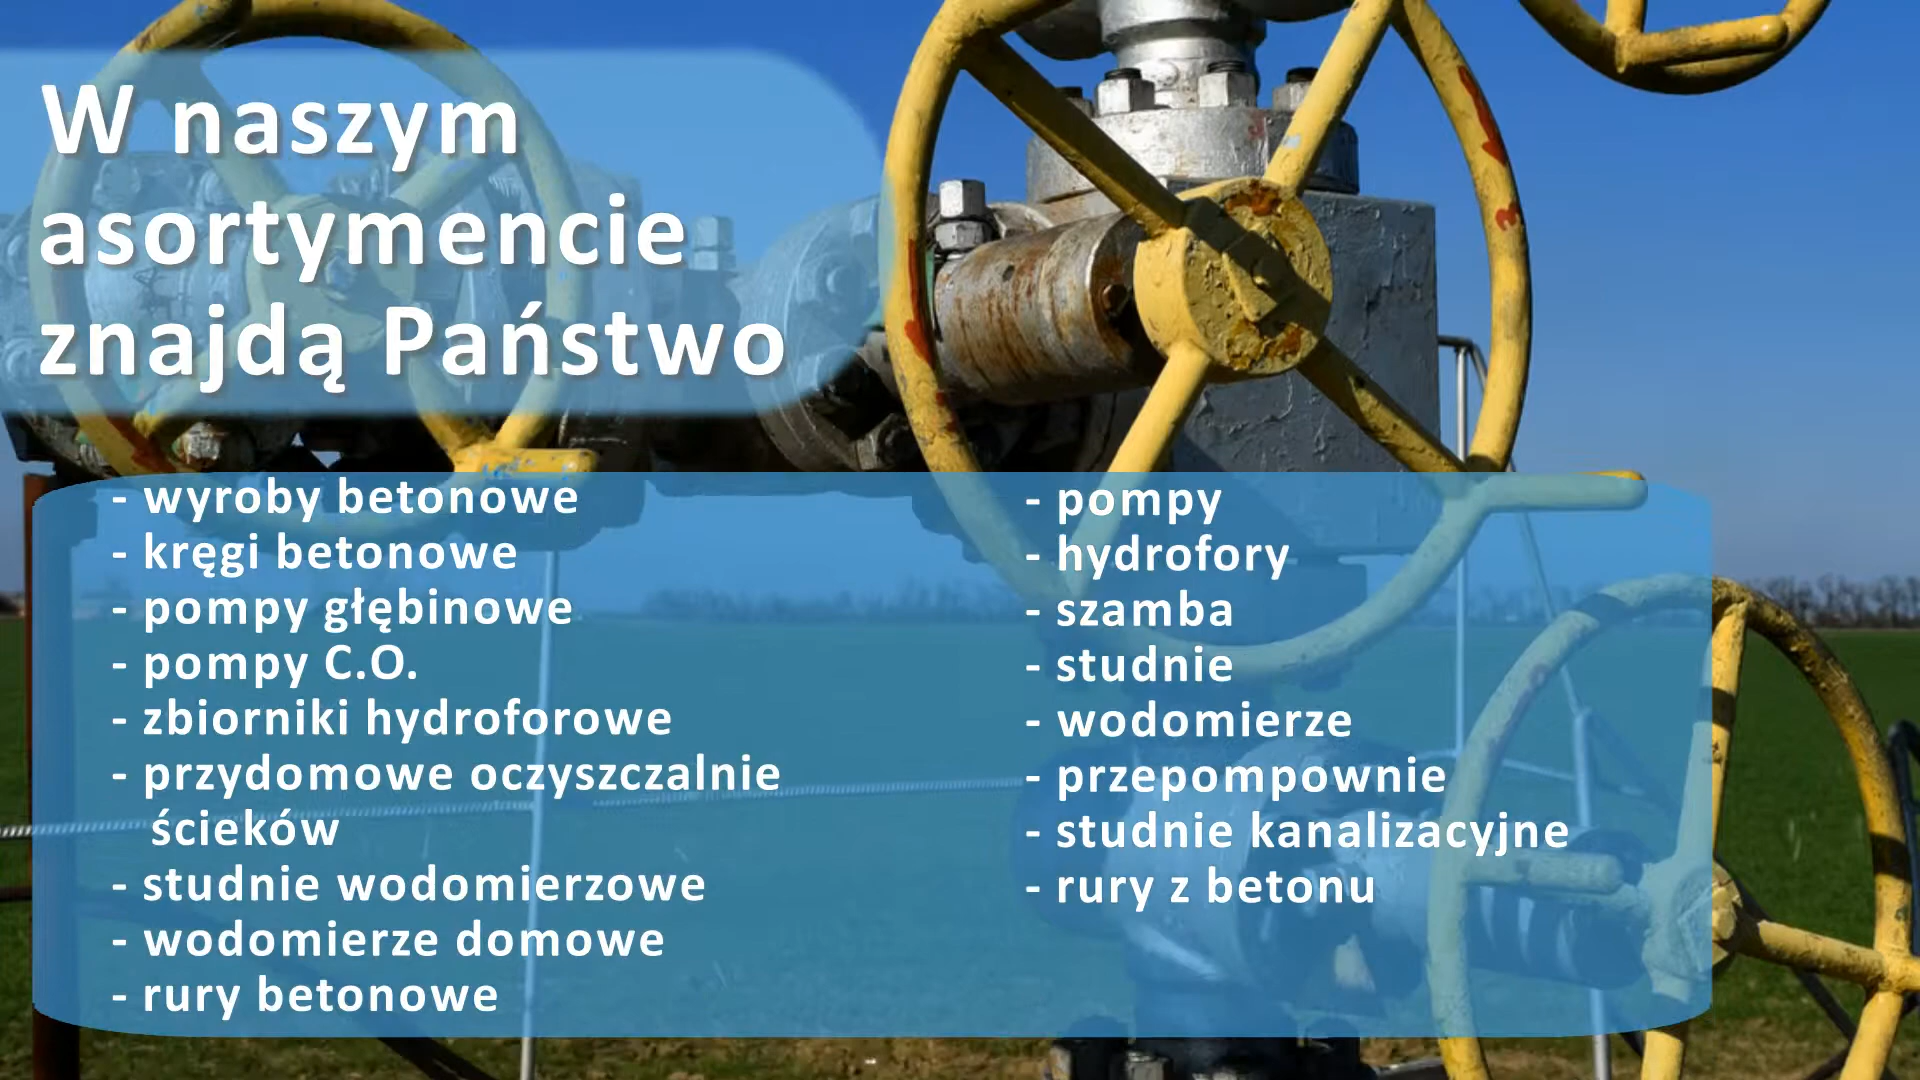 W naszym
asortymencie
znajdą Państwo
- wyroby betonowe
- kręgi betonowe
- pompy głębinowe
- pompy C.O.
- zbiorniki hydroforowe
- przydomowe oczyszczalnie
ścieków
- studnie wodomierzowe
- wodomierze domowe
- rury betonowe
- pompy
- hydrofory
- szamba
- studnie
- wodomierze
- przepompownie
- studnie kanalizacyjne
- rury z betonu